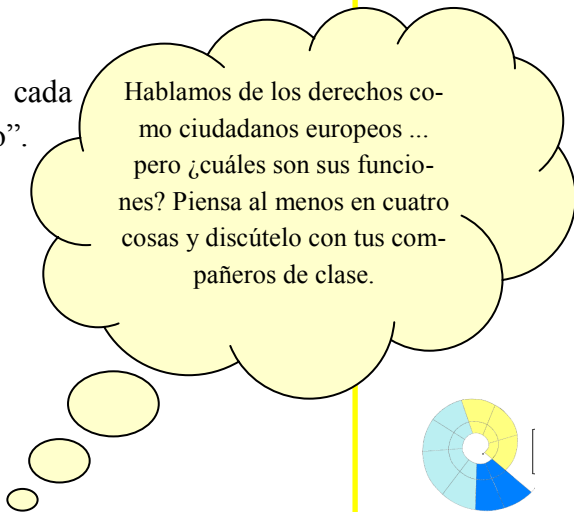 cada
o”.
Hablamos de los derechos co-
mo ciudadanos europeos ...
pero ¿cuáles son sus funcio-
nes? Piensa al menos en cuatro
cosas y discútelo con tus com-
pañeros de clase.